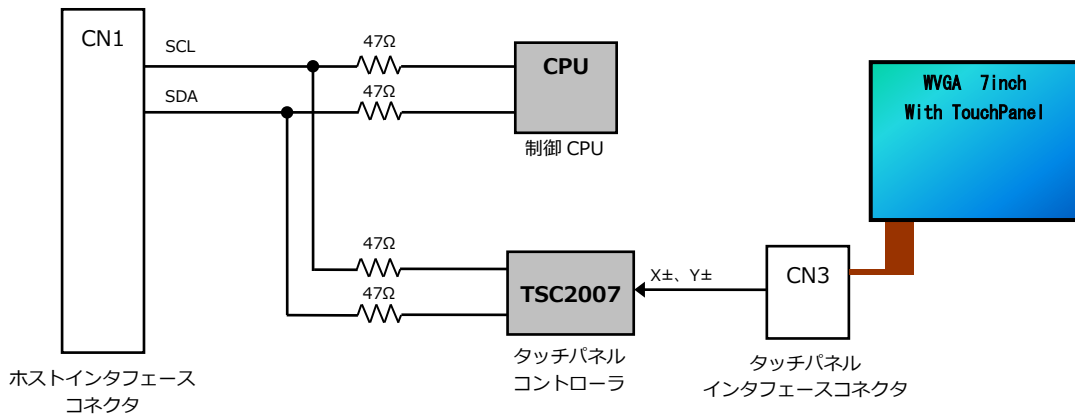 CN1
SCL
47Ω
CPU
SDA
47Ω
制御 CPU
WVGA 7inch
With TouchPanel
47Ω
47Ω
TSC2007
X±、Y±
CN3
ホストインタフェース
コネクタ
タッチパネル
コントローラ
タッチパネル
インタフェースコネクタ